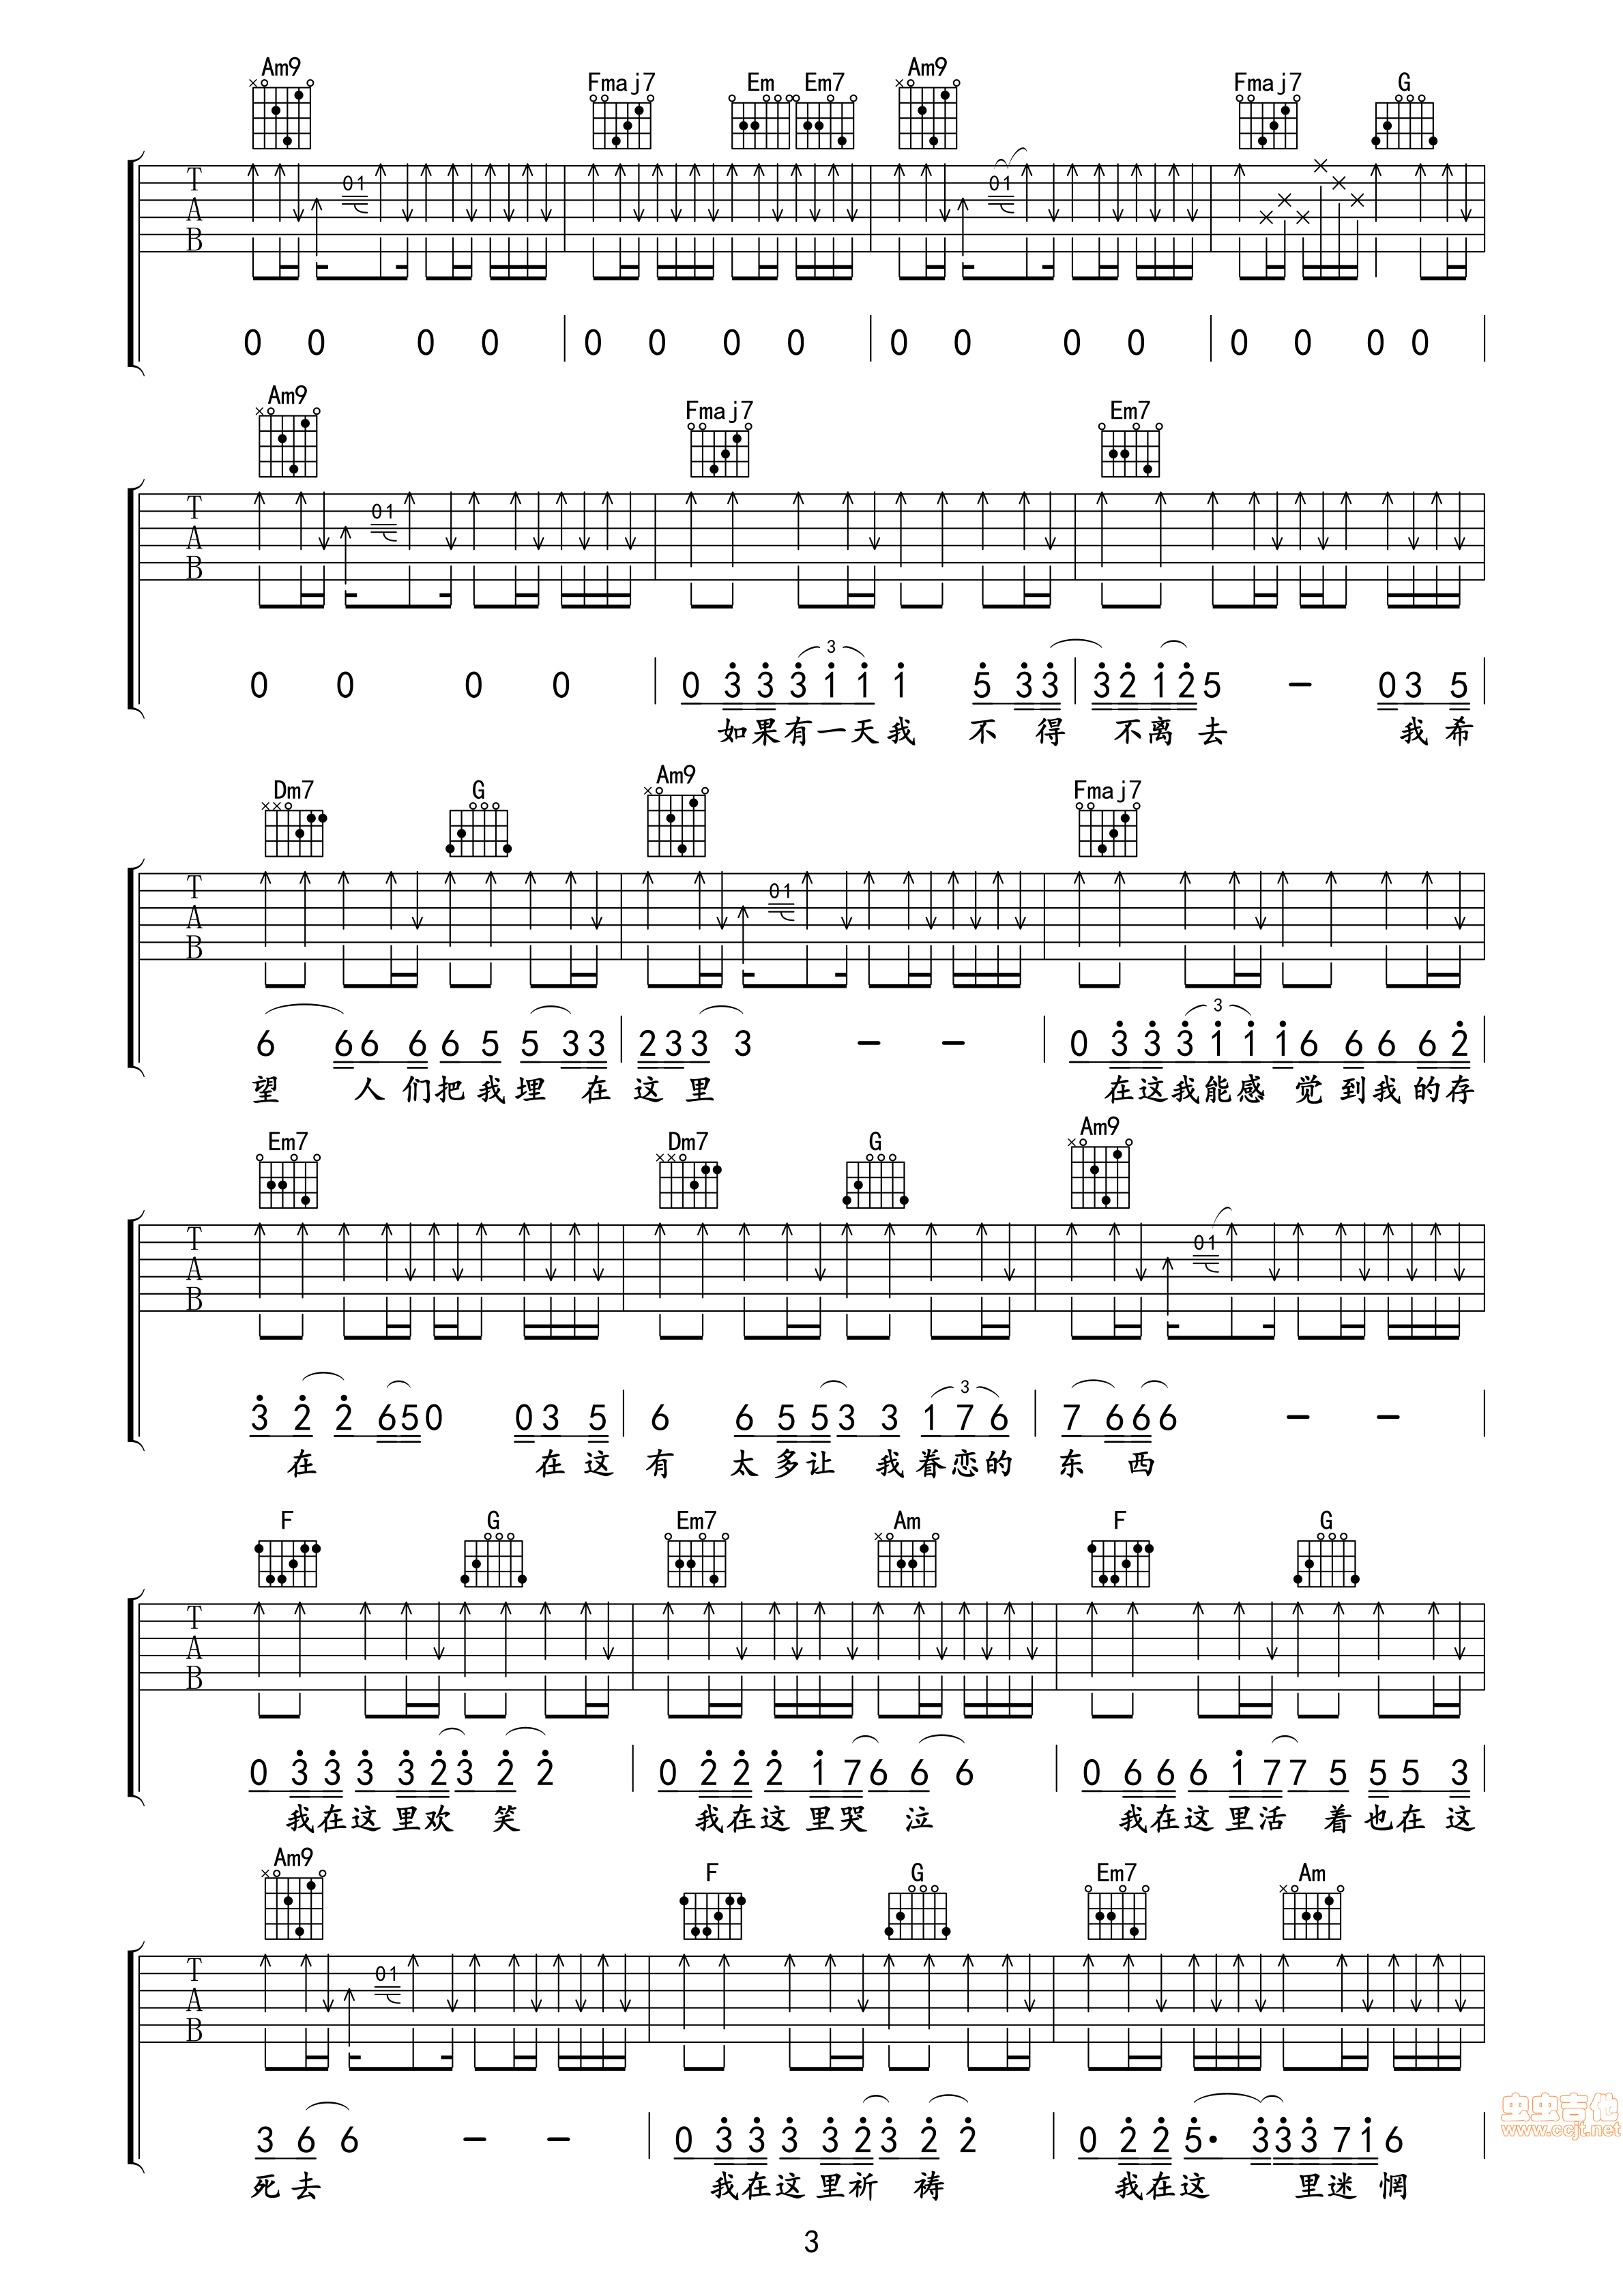 Am9 Fmaj7 Em Em7 Am9 Fmaj7 G
T A B 01 01
0 0 0 0 | 0 0 0 0 | 0 0 0 0 | 0 0 0 0
Am9 Fmaj7 Em7
T A B 01
3
0 0 0 0 | 0 3 3 3 1 1 1 5 3 3 | 3 2 1 2 5 – 0 3 5
如果有一天我 不 得 不离 去 我 希
Dm7 G Am9 Fmaj7
T A B 01
3
6 6 6 6 6 5 5 3 3 | 2 3 3 3 – – | 0 3 3 3 1 1 1 6 6 6 6 2
望 人 们把 我 埋 在 这 里 在这我能感 觉 到我 的存
Em7 Dm7 G Am9
T A B 01
3
3 2 2 6 5 0 0 3 5 | 6 6 5 5 3 3 1 7 6 | 7 6 6 6 – –
在 在 这 有 太 多让 我 眷恋的 东 西
F G Em7 Am F G
T A B
0 3 3 3 3 2 3 2 2 | 0 2 2 2 1 7 6 6 6 | 0 6 6 6 1 7 7 5 5 5 3
我在这 里欢 笑 我在这 里哭 泣 我在这 里活 着 也在 这
Am9 F G Em7 Am
T A B 01
3 6 6 – – | 0 3 3 3 3 2 3 2 2 | 0 2 2 5· 3 3 3 7 1 6
死 去 我在这 里祈 祷 我在这 里迷 惘
虫虫吉他
www.ccjt.net
3